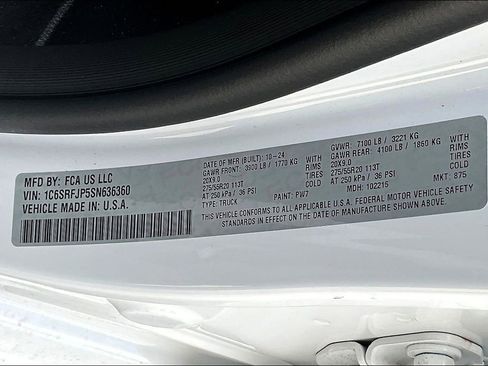 MFD BY: FCA US LLC
VIN: 1C6SRFJP5SN636360
VEHICLE MADE IN: U.S.A.
DATE OF MFR (BUILT): 10-24
GAWR FRONT: 3900 LB / 1770 KG
20X9.0 WITH
275/55R20 113T RIMS
AT: 250 kPa / 36 PSI TIRES
TYPE: TRUCK PAINT: PW7
GVWR: 7100 LB / 3221 KG
GAWR REAR: 4100 LB / 1860 KG
20X9.0 WITH
275/55R20 113T RIMS
AT: 250 kPa / 36 PSI TIRES
MDH: 102215 MKT: 875
THIS VEHICLE CONFORMS TO ALL APPLICABLE U.S.A. FEDERAL MOTOR VEHICLE SAFETY
STANDARDS IN EFFECT ON THE DATE OF MANUFACTURE SHOWN ABOVE.